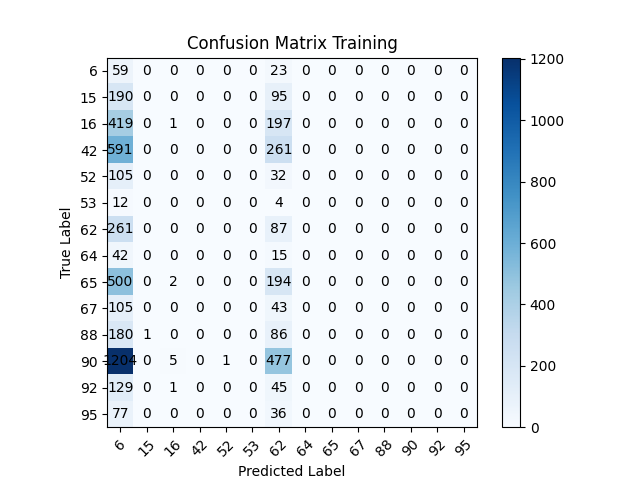 Confusion Matrix Training
6 59 0 0 0 0 0 23 0 0 0 0 0 0 0
15 190 0 0 0 0 0 95 0 0 0 0 0 0 0
16 419 0 1 0 0 0 197 0 0 0 0 0 0 0
42 591 0 0 0 0 0 261 0 0 0 0 0 0 0
52 105 0 0 0 0 0 32 0 0 0 0 0 0 0
53 12 0 0 0 0 0 4 0 0 0 0 0 0 0
62 261 0 0 0 0 0 87 0 0 0 0 0 0 0
64 42 0 0 0 0 0 15 0 0 0 0 0 0 0
65 500 0 2 0 0 0 194 0 0 0 0 0 0 0
67 105 0 0 0 0 0 43 0 0 0 0 0 0 0
88 180 1 0 0 0 0 86 0 0 0 0 0 0 0
90 1204 0 5 0 1 0 477 0 0 0 0 0 0 0
92 129 0 1 0 0 0 45 0 0 0 0 0 0 0
95 77 0 0 0 0 0 36 0 0 0 0 0 0 0
6 15 16 42 52 53 62 64 65 67 88 90 92 95
Predicted Label
True Label
1200
1000
800
600
400
200
0